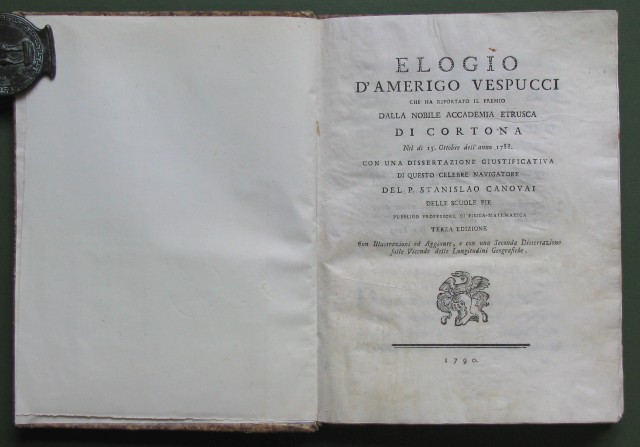 ELOGIO
D'AMERIGO VESPUCCI
CHE HA RIPORTATO IL PREMIO
DALLA NOBILE ACCADEMIA ETRUSCA
DI CORTONA
Nel dì 15. Ottobre dell'anno 1788.
CON UNA DISSERTAZIONE GIUSTIFICATIVA
DI QUESTO CELEBRE NAVIGATORE
DEL P. STANISLAO CANOVAI
DELLE SCUOLE PIE
PUBBLICO PROFESSORE DI FISICA-MATEMATICA
TERZA EDIZIONE
Con Illustrazioni ed Aggiunte, e con una Seconda Dissertazione
sulle Vicende delle Longitudini Geografiche.
1790.